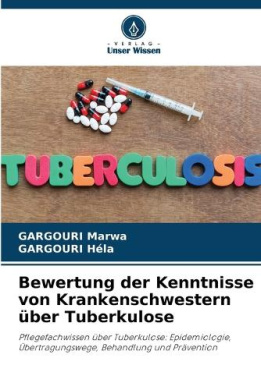 - VERLAG -
Unser Wissen
TUBERCULOSIS
GARGOURI Marwa
GARGOURI Héla
Bewertung der Kenntnisse
von Krankenschwestern
über Tuberkulose
Pflegefachwissen über Tuberkulose: Epidemiologie,
Übertragungswege, Behandlung und Prävention